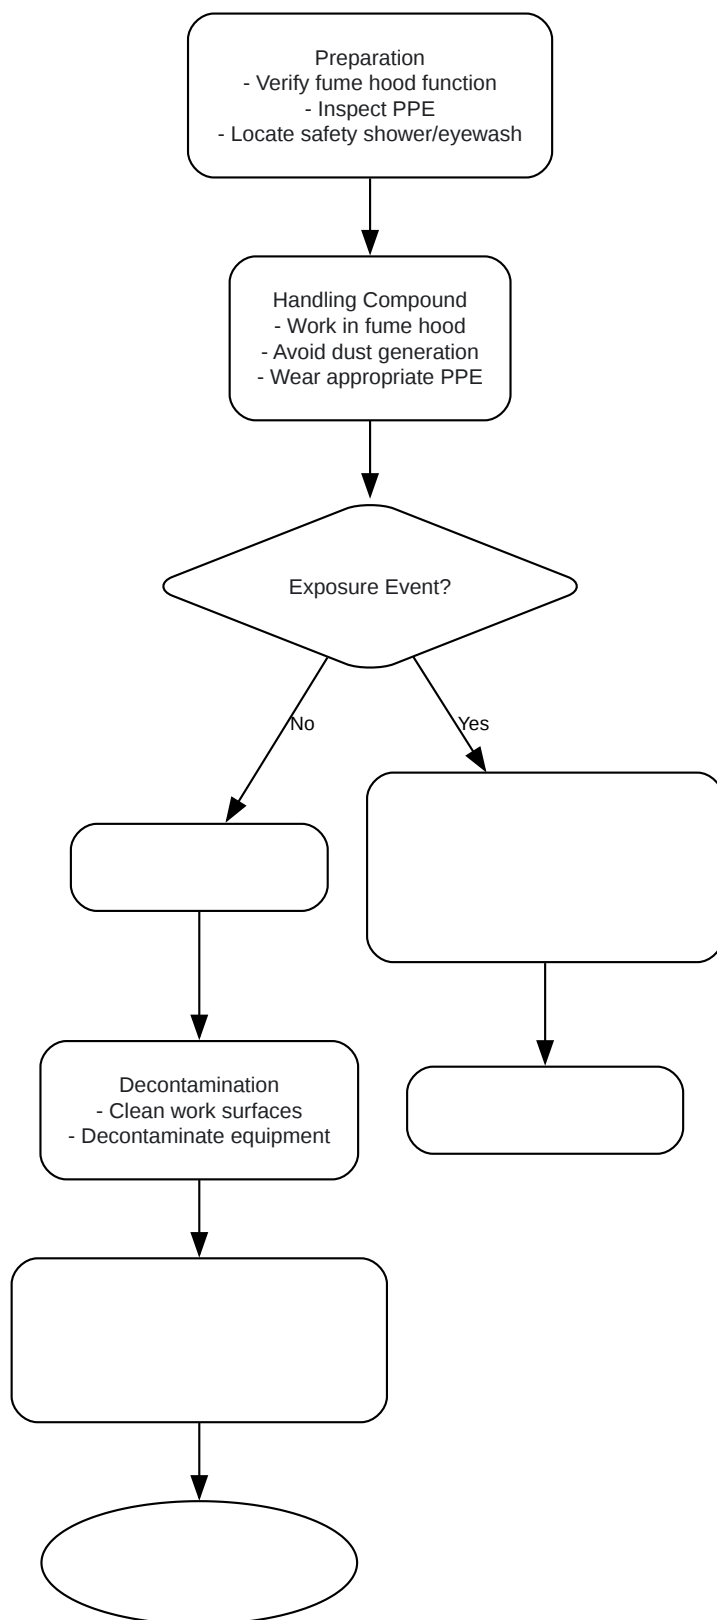 Preparation
- Verify fume hood function
- Inspect PPE
- Locate safety shower/eyewash
Handling Compound
- Work in fume hood
- Avoid dust generation
- Wear appropriate PPE
Exposure Event?
No
Yes
Decontamination
- Clean work surfaces
- Decontaminate equipment